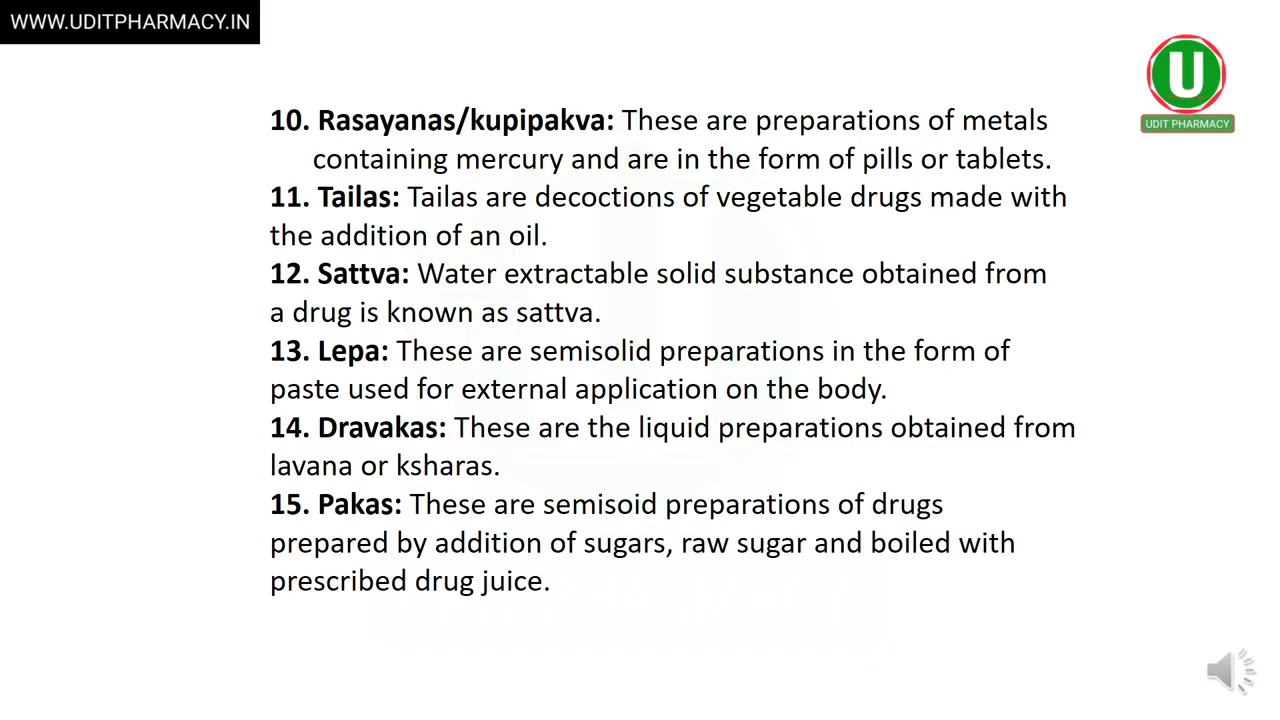 WWW.UDITPHARMACY.IN
U
UDIT PHARMACY
10. Rasayanas/kupipakva: These are preparations of metals
containing mercury and are in the form of pills or tablets.
11. Tailas: Tailas are decoctions of vegetable drugs made with
the addition of an oil.
12. Sattva: Water extractable solid substance obtained from
a drug is known as sattva.
13. Lepa: These are semisolid preparations in the form of
paste used for external application on the body.
14. Dravakas: These are the liquid preparations obtained from
lavana or ksharas.
15. Pakas: These are semisoid preparations of drugs
prepared by addition of sugars, raw sugar and boiled with
prescribed drug juice.